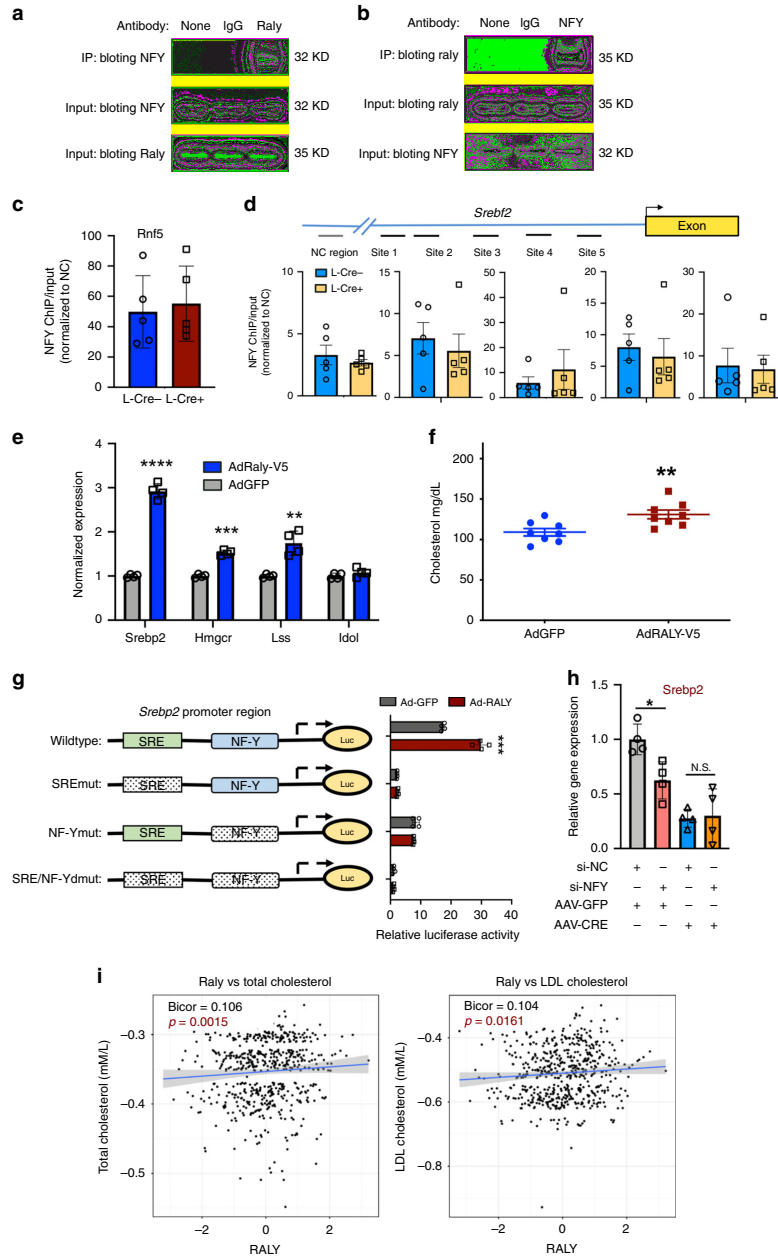 a
Antibody: None IgG Raly
IP: bloting NFY 32 KD
Input: bloting NFY 32 KD
Input: bloting Raly 35 KD
b
Antibody: None IgG NFY
IP: bloting raly 35 KD
Input: bloting raly 35 KD
Input: bloting NFY 32 KD
c
Rnf5
NFY ChIP/input
(normalized to NC)
100
80
60
40
20
0
L-Cre– L-Cre+
d
Srebf2
Exon
NC region Site 1 Site 2 Site 3 Site 4 Site 5
L-Cre–
L-Cre+
NFY ChIP/input
(normalized to NC)
10
5
0
15
10
5
0
50
40
30
20
10
0
20
15
10
5
0
30
20
10
0
e
Normalized expression
4
3
2
1
0
****
***
**
AdRaly-V5
AdGFP
Srebp2 Hmgcr Lss Idol
f
Cholesterol mg/dL
200
150
100
50
0
**
AdGFP AdRALY-V5
g
Srebp2 promoter region
Ad-GFP Ad-RALY
Wildtype: SRE NF-Y Luc
***
SREmut: SRE NF-Y Luc
NF-Ymut: SRE NF-Y Luc
SRE/NF-Ydmut: SRE NF-Y Luc
0 10 20 30 40
Relative luciferase activity
h
Srebp2
Relative gene expression
1.5
1.0
0.5
0.0
*
N.S.
si-NC + – + –
si-NFY – + – +
AAV-GFP + + – –
AAV-CRE – – + +
i
Raly vs total cholesterol
Bicor = 0.106
p = 0.0015
Total cholesterol (mM/L)
–0.3
–0.4
–0.5
–2 0 2
RALY
Raly vs LDL cholesterol
Bicor = 0.104
p = 0.0161
LDL cholesterol (mM/L)
–0.4
–0.6
–0.8
–2 0 2
RALY